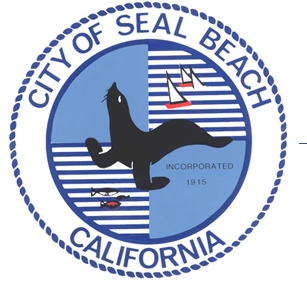 CITY OF SEAL BEACH
INCORPORATED
1915
CALIFORNIA